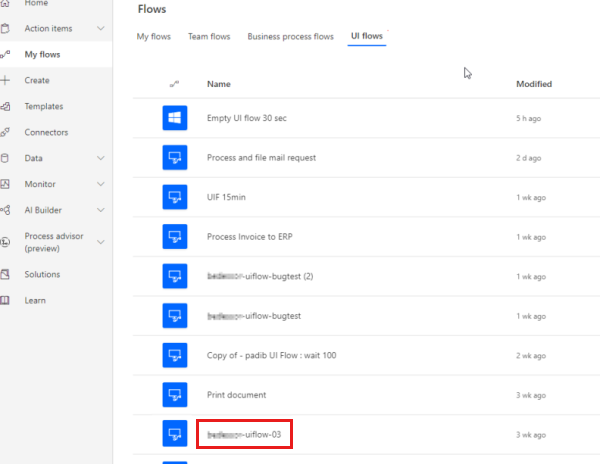 Home
Flows
Action items
My flows
Team flows
Business process flows
UI flows
My flows
Create
Templates
Connectors
Data
Monitor
AI Builder
Process advisor
(preview)
Solutions
Learn
Name Modified
Empty UI flow 30 sec 5 h ago
Process and file mail request 2 d ago
UIF 15min 1 wk ago
Process Invoice to ERP 1 wk ago
-uiflow-bugtest (2) 1 wk ago
-uiflow-bugtest 1 wk ago
Copy of - padib UI Flow : wait 100 2 wk ago
Print document 3 wk ago
-uiflow-03 3 wk ago